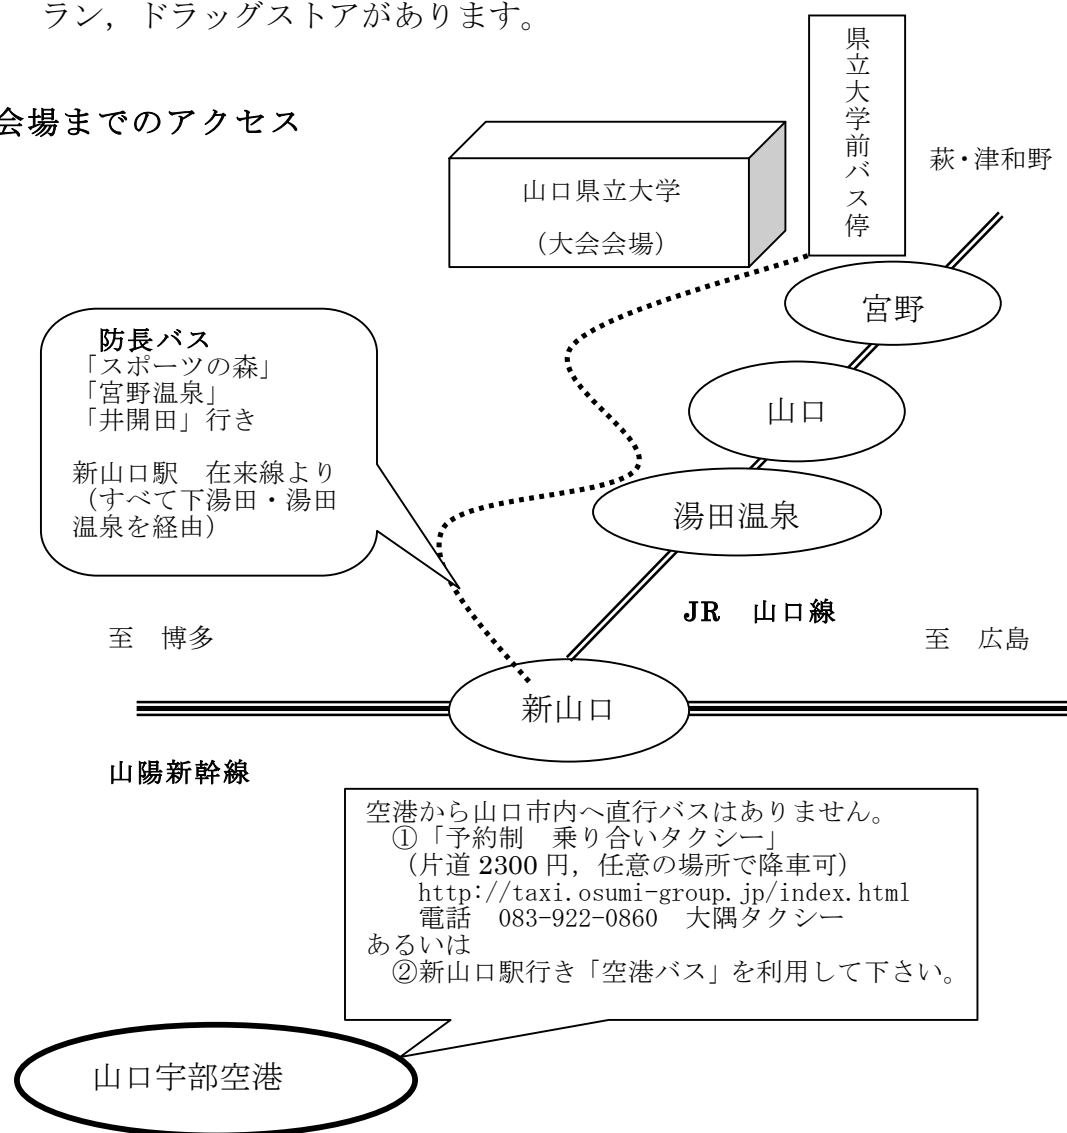 ラン，ドラッグストアがあります。
会場までのアクセス
県立大学前バス停
萩・津和野
山口県立大学
（大会会場）
宮野
防長バス
「スポーツの森」
「宮野温泉」
「井開田」行き
新山口駅　在来線より
（すべて下湯田・湯田
温泉を経由）
山口
湯田温泉
JR　山口線
至　博多
至　広島
新山口
山陽新幹線
空港から山口市内へ直行バスはありません。
①「予約制　乗り合いタクシー」
（片道 2300 円，任意の場所で降車可）
http://taxi.osumi-group.jp/index.html
電話　083-922-0860　大隅タクシー
あるいは
②新山口駅行き「空港バス」を利用して下さい。
山口宇部空港